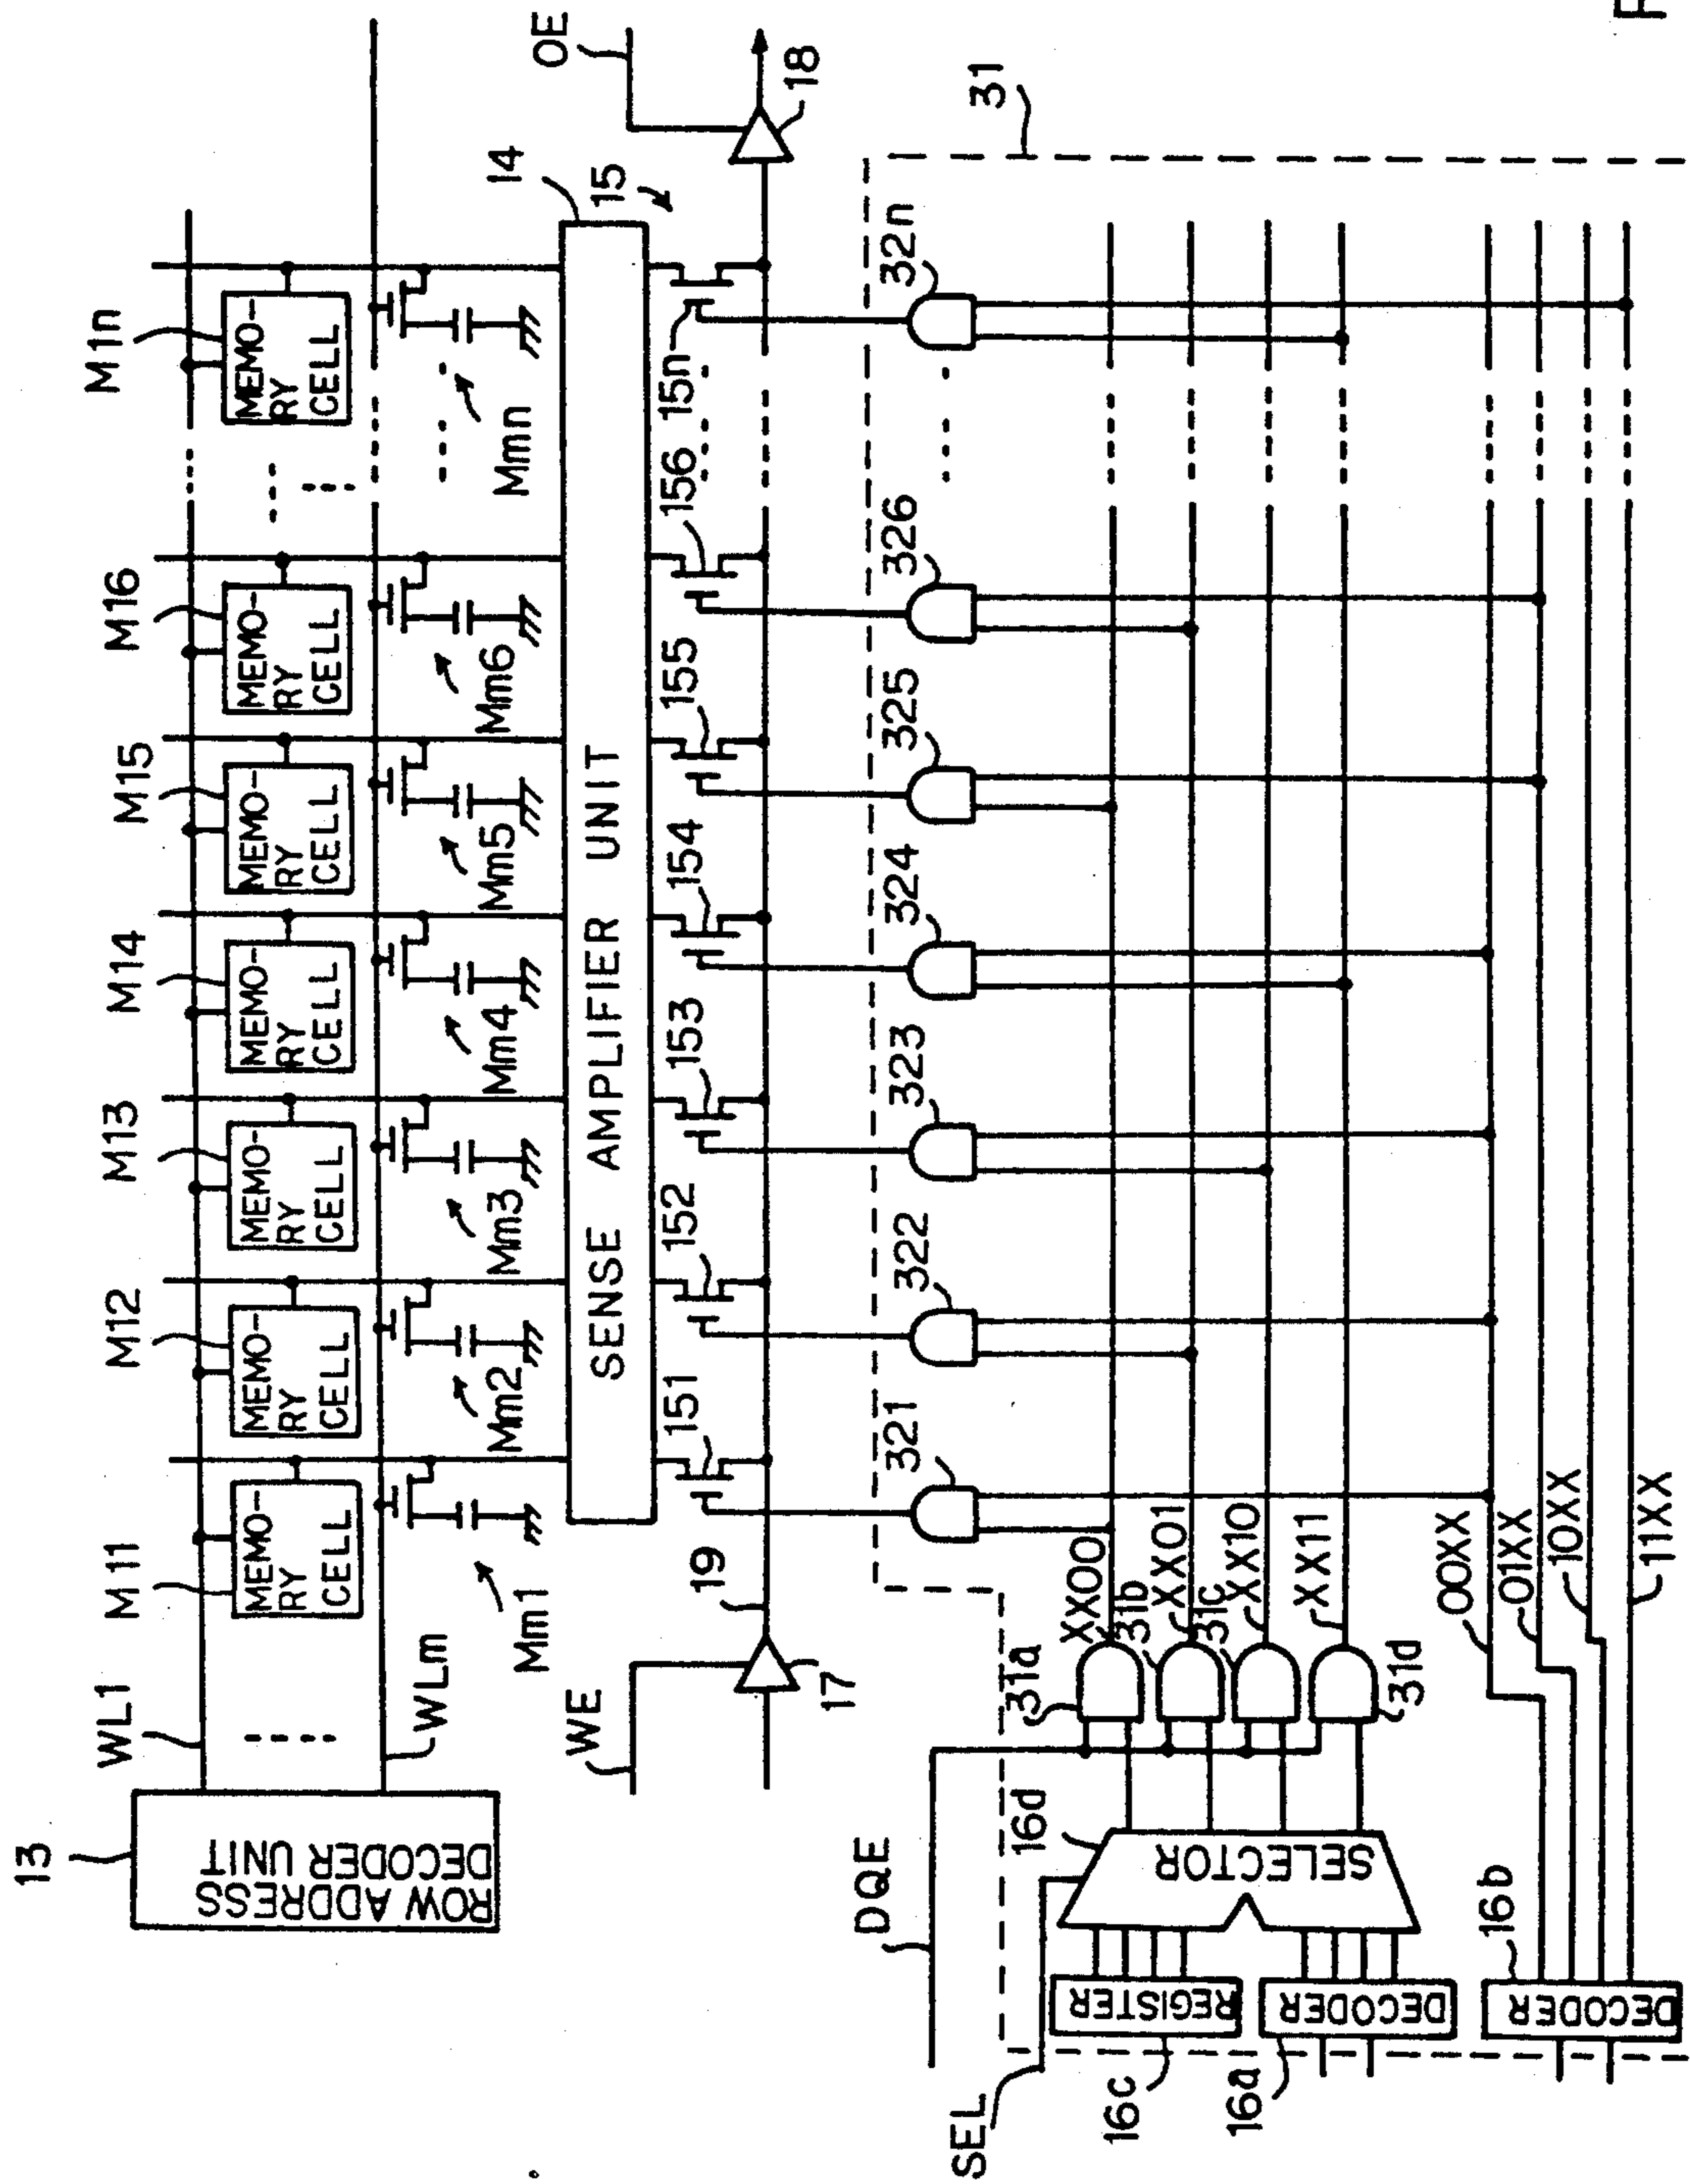 13
ROW ADDRESS
DECODER UNIT
WL1
WLm
M11
M12
M13
M14
M15
M16
M1n
MEMO-
RY
CELL
MEMO-
RY
CELL
MEMO-
RY
CELL
MEMO-
RY
CELL
MEMO-
RY
CELL
MEMO-
RY
CELL
MEMO-
RY
CELL
Mm1
Mm2
Mm3
Mm4
Mm5
Mm6
Mmn
SENSE AMPLIFIER UNIT
14
15
151
152
153
154
155
156
15n
WE
17
19
18
OE
31
321
322
323
324
325
326
32n
DQE
SEL
16d
SELECTOR
31a
31b
31c
31d
XX00
XX01
XX10
XX11
16c
REGISTER
16a
DECODER
16b
DECODER
00XX
01XX
10XX
11XX